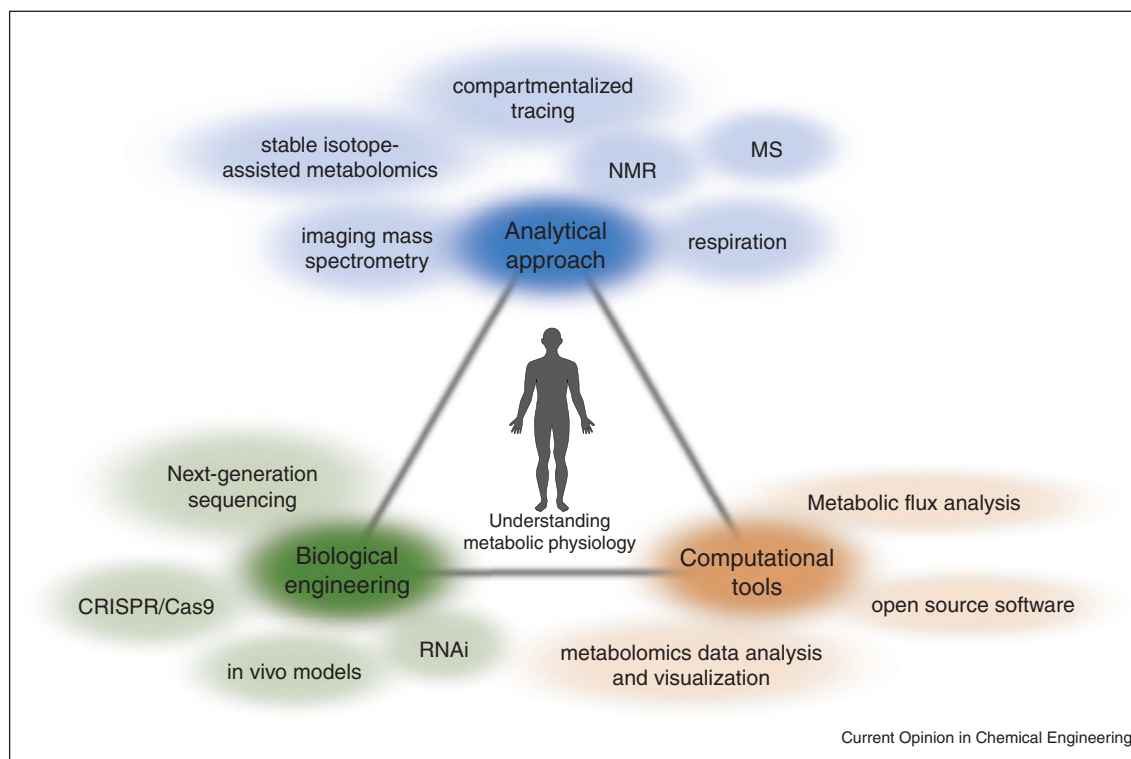 compartmentalized
tracing
stable isotope-
assisted metabolomics
NMR
MS
imaging mass
spectrometry
Analytical
approach
respiration
Next-generation
sequencing
Understanding
metabolic physiology
Metabolic flux analysis
Biological
engineering
Computational
tools
CRISPR/Cas9
open source software
RNAi
in vivo models
metabolomics data analysis
and visualization
Current Opinion in Chemical Engineering